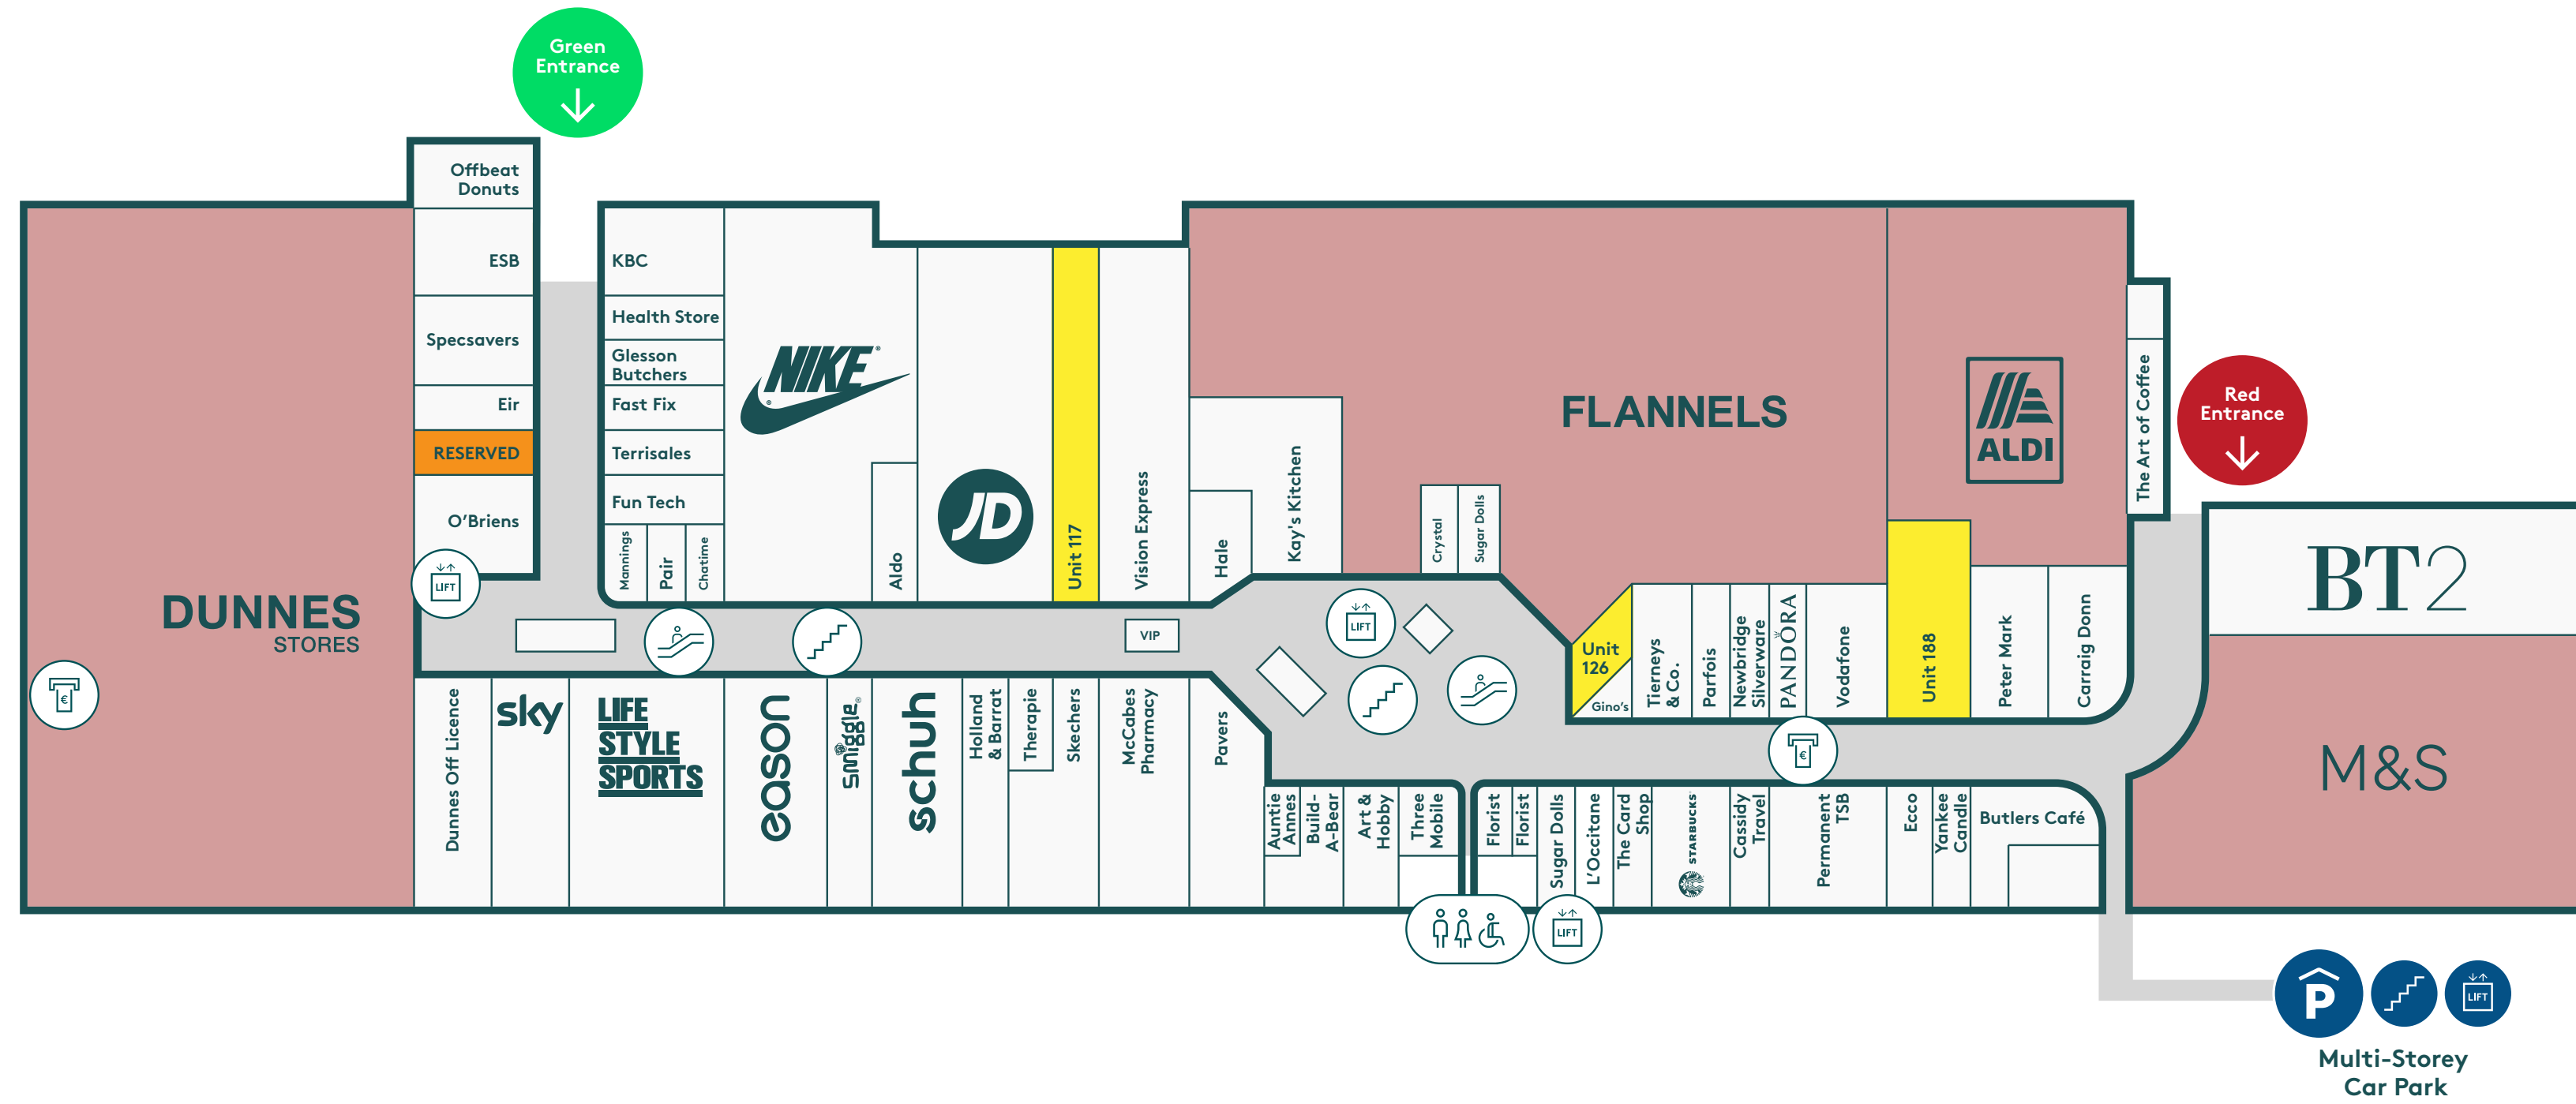 Green
Entrance
Offbeat
Donuts
ESB
Specsavers
Eir
RESERVED
O’Briens
LIFT
DUNNES
STORES
€
KBC
Health Store
Glesson
Butchers
Fast Fix
Terrisales
Fun Tech
Mannings
Pair
Chatime
NIKE
Aldo
JD
Unit 117
Vision Express
Hale
Kay's Kitchen
Crystal
Sugar Dolls
FLANNELS
ALDI
The Art of Coffee
Red
Entrance
BT2
M&S
VIP
LIFT
Unit
126
Gino’s
Tierneys
& Co.
Parfois
Newbridge
Silverware
PANDORA
Vodafone
Unit 188
Peter Mark
Carraig Donn
€
Dunnes Off Licence
sky
LIFE
STYLE
SPORTS
eason
smiggle
schuh
Holland
& Barrat
Therapie
Skechers
McCabes
Pharmacy
Pavers
Auntie
Annes
Build-
A-Bear
Art &
Hobby
Three
Mobile
Florist
Florist
Sugar Dolls
L’Occitane
The Card
Shop
STARBUCKS
Cassidy
Travel
Permanent
TSB
Ecco
Yankee
Candle
Butlers Café
LIFT
P
LIFT
Multi-Storey
Car Park